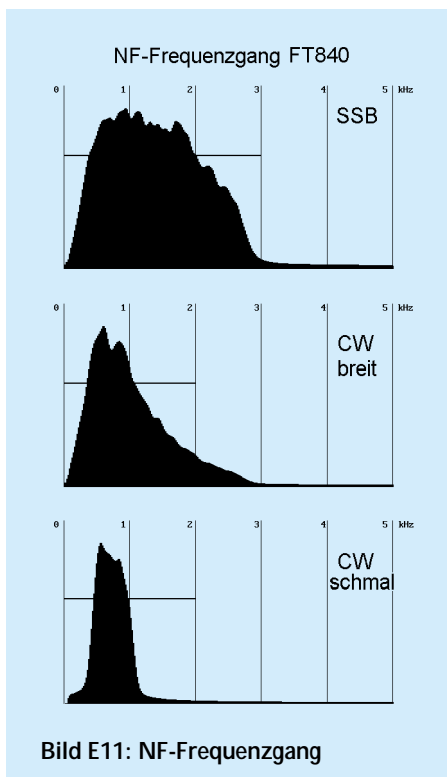 NF-Frequenzgang FT840
0 1 2 3 4 5 kHz
SSB
0 1 2 3 4 5 kHz
CW
breit
0 1 2 3 4 5 kHz
CW
schmal
Bild E11: NF-Frequenzgang